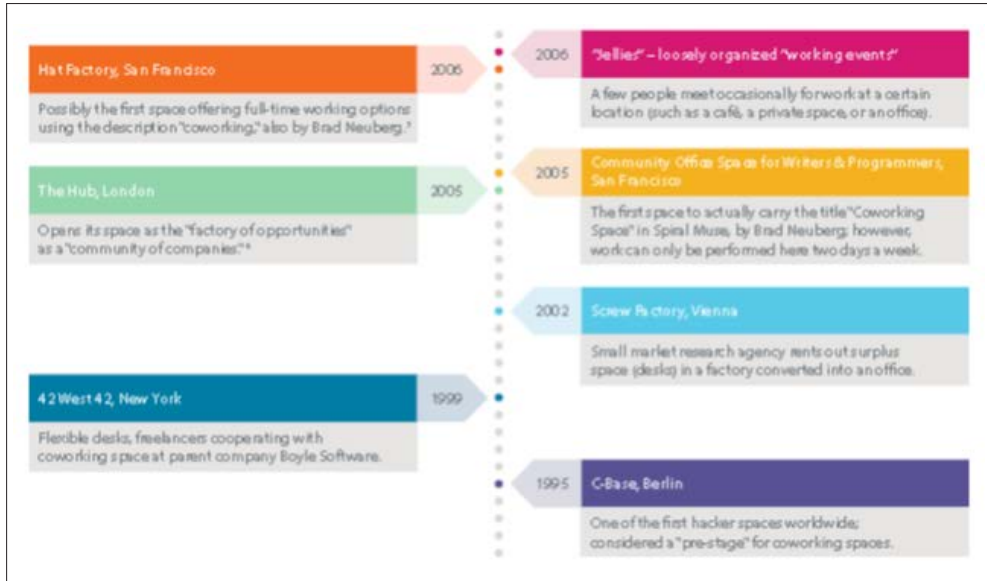 Hat Factory, San Francisco
2006
Possibly the first space offering full-time working options
using the description "coworking," also by Brad Neuberg.
2006
"Jellies" – loosely organized "working events"
A few people meet occasionally for work at a certain
location (such as a café, a private space, or an office).
The Hub, London
2005
Opens its space as the "factory of opportunities"
as a "community of companies."
2005
Community Office Space for Writers & Programmers,
San Francisco
The first space to actually carry the title "Coworking
Space" in Spiral Muse, by Brad Neuberg; however,
work can only be performed here two days a week.
2002
Screw Factory, Vienna
Small market research agency rents out surplus
space (desks) in a factory converted into an office.
42 West 42, New York
1999
Flexible desks, freelancers cooperating with
coworking space at parent company Boyle Software.
1995
C-Base, Berlin
One of the first hacker spaces worldwide;
considered a "pre-stage" for coworking spaces.